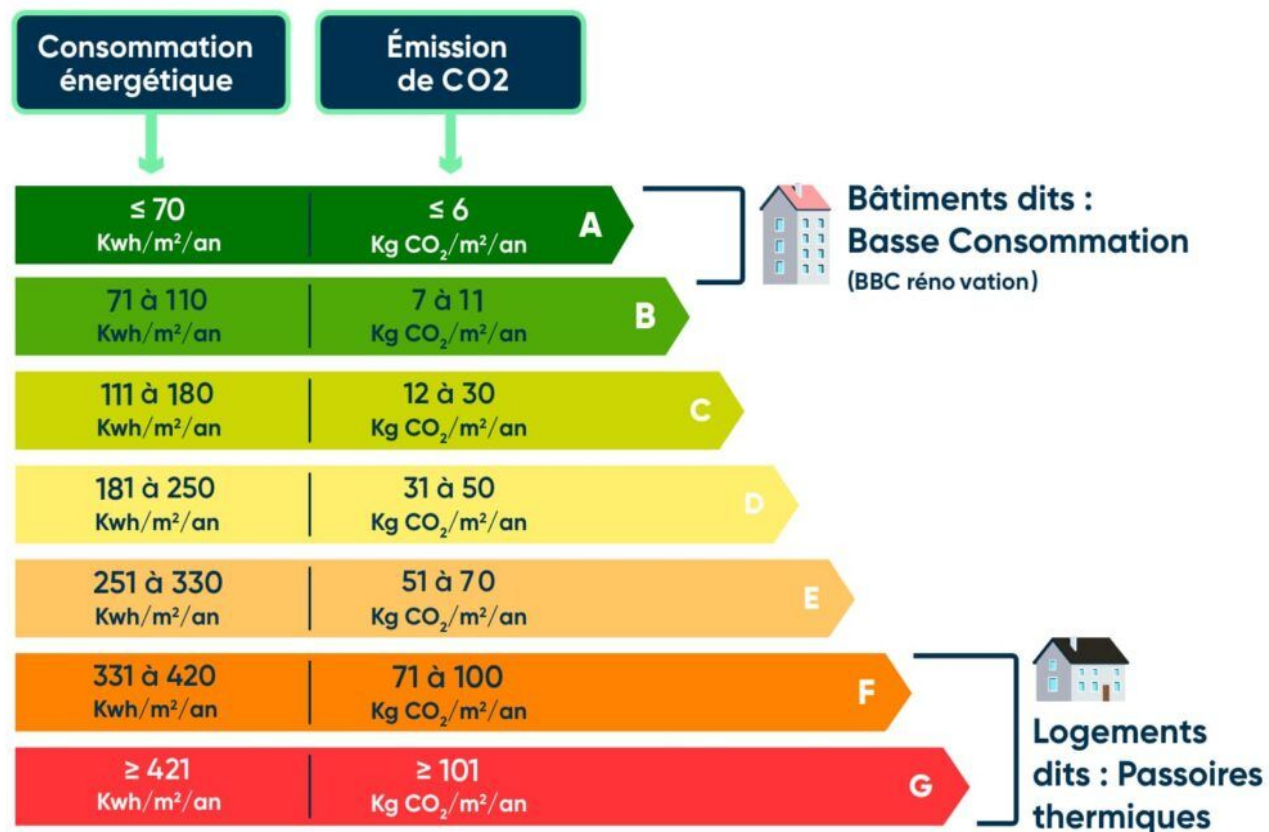 Consommation
énergétique
Émission
de CO2
≤ 70
Kwh/m²/an
≤ 6
Kg CO₂/m²/an
A
Bâtiments dits :
Basse Consommation
(BBC réno vation)
71 à 110
Kwh/m²/an
7 à 11
Kg CO₂/m²/an
B
111 à 180
Kwh/m²/an
12 à 30
Kg CO₂/m²/an
C
181 à 250
Kwh/m²/an
31 à 50
Kg CO₂/m²/an
D
251 à 330
Kwh/m²/an
51 à 70
Kg CO₂/m²/an
E
331 à 420
Kwh/m²/an
71 à 100
Kg CO₂/m²/an
F
≥ 421
Kwh/m²/an
≥ 101
Kg CO₂/m²/an
G
Logements
dits : Passoires
thermiques